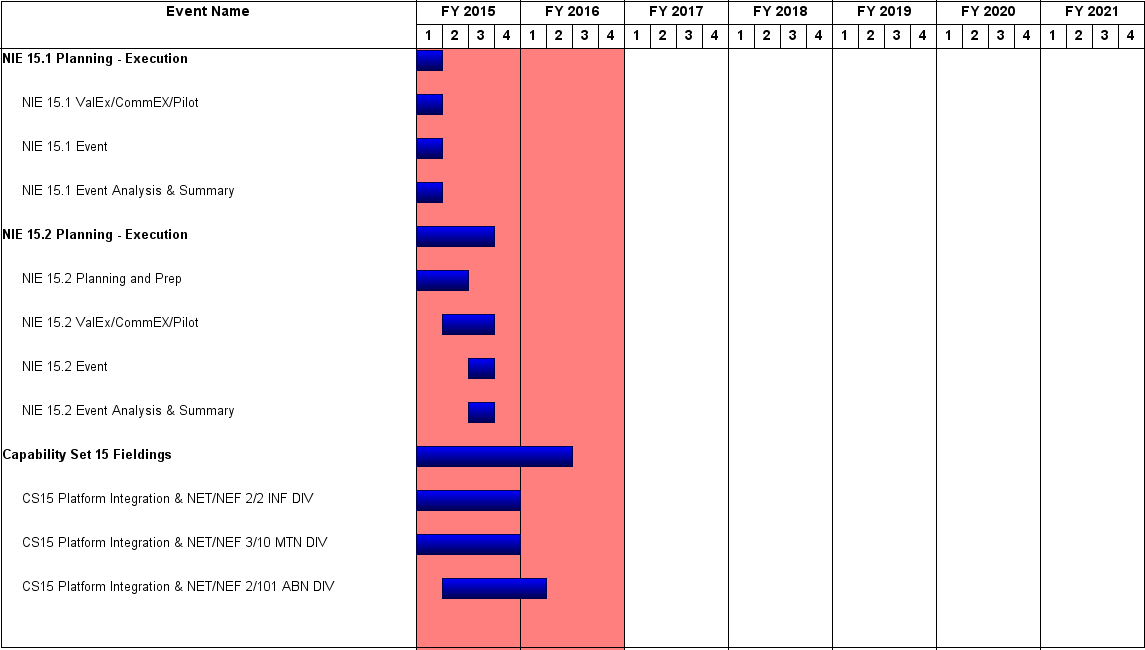 Event Name FY 2015 FY 2016 FY 2017 FY 2018 FY 2019 FY 2020 FY 2021
1 2 3 4 1 2 3 4 1 2 3 4 1 2 3 4 1 2 3 4 1 2 3 4 1 2 3 4
NIE 15.1 Planning - Execution
NIE 15.1 ValEx/CommEX/Pilot
NIE 15.1 Event
NIE 15.1 Event Analysis & Summary
NIE 15.2 Planning - Execution
NIE 15.2 Planning and Prep
NIE 15.2 ValEx/CommEX/Pilot
NIE 15.2 Event
NIE 15.2 Event Analysis & Summary
Capability Set 15 Fieldings
CS15 Platform Integration & NET/NEF 2/2 INF DIV
CS15 Platform Integration & NET/NEF 3/10 MTN DIV
CS15 Platform Integration & NET/NEF 2/101 ABN DIV